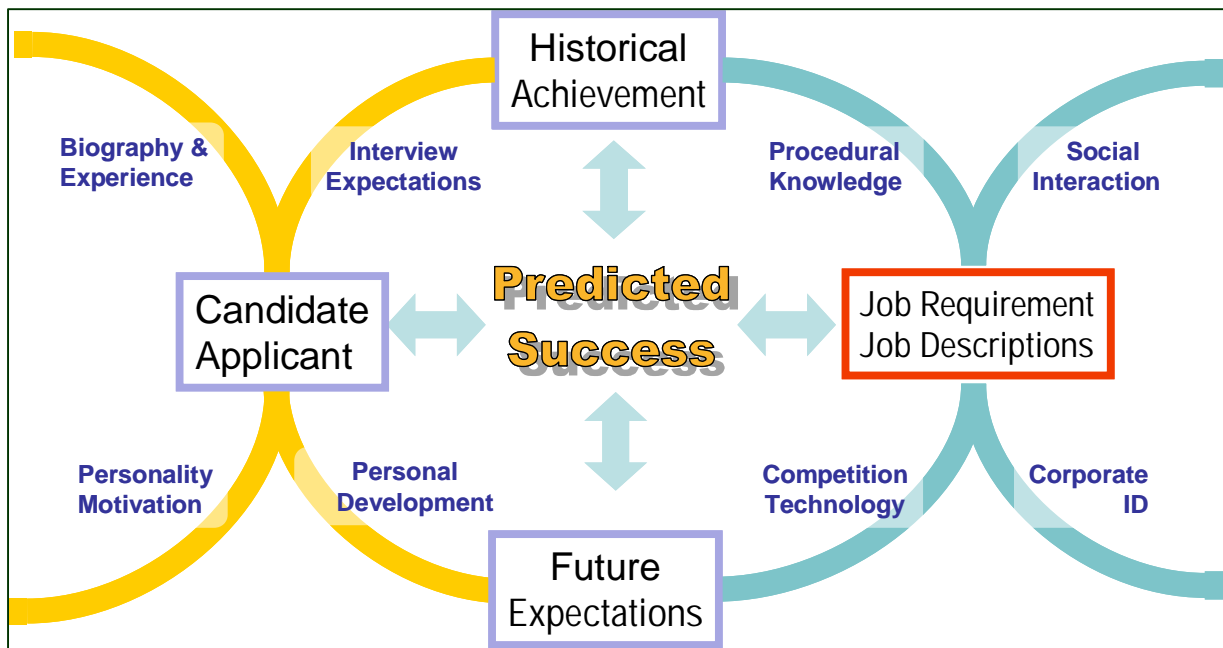 Historical
Achievement
Biography &
Experience
Interview
Expectations
Procedural
Knowledge
Social
Interaction
Candidate
Applicant
Predicted
Success
Job Requirement
Job Descriptions
Personality
Motivation
Personal
Development
Competition
Technology
Corporate
ID
Future
Expectations